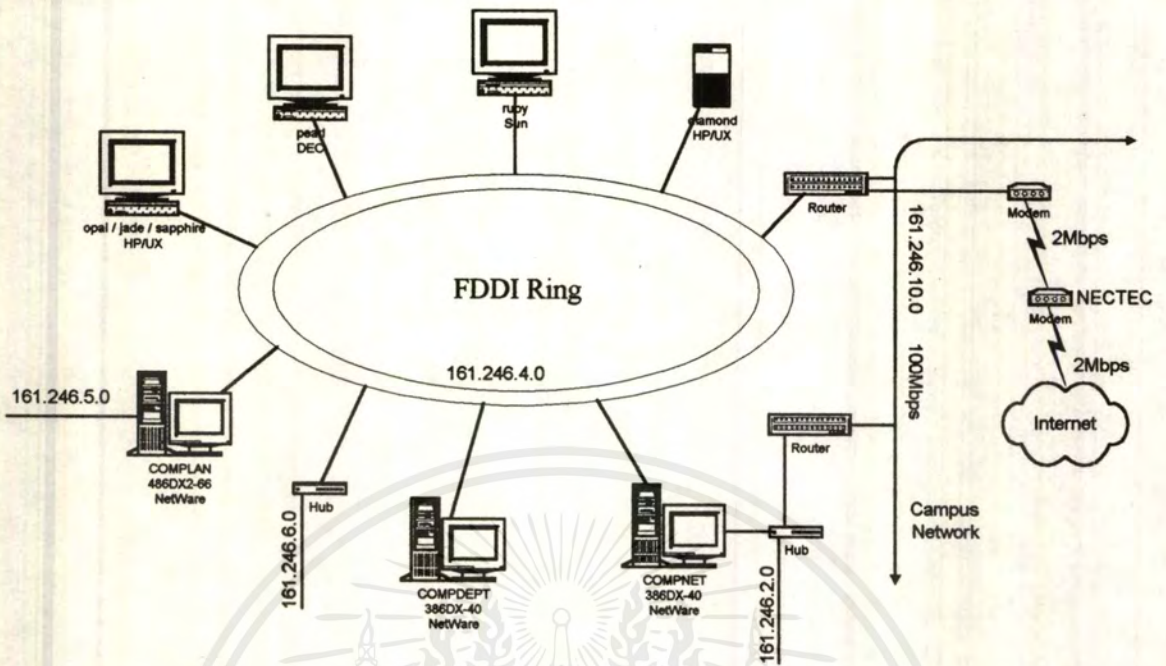 ruby
Sun
pearl
DEC
diamond
HP/UX
opal / jade / sapphire
HP/UX
Router
Modem
2Mbps
161.246.10.0 100Mbps
NECTEC
Modem
2Mbps
Internet
FDDI Ring
161.246.4.0
161.246.5.0
COMPLAN
486DX2-66
NetWare
Hub
161.246.6.0
COMPDEPT
386DX-40
NetWare
COMPNET
386DX-40
NetWare
Router
Hub
161.246.2.0
Campus
Network